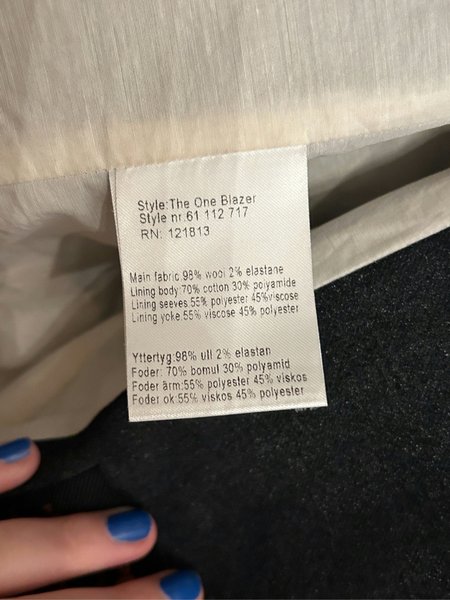 Style:The One Blazer
Style nr.61 112 717
RN: 121813
Main fabric:98% wool 2% elastane
Lining body:70% cotton 30% polyamide
Lining seeves:55% polyester 45%viscose
Lining yoke:55% viscose 45% polyester
Yttertyg:98% ull 2% elastan
Foder: 70% bomul 30% polyamid
Foder ärm:55% polyester 45% viskos
Foder ok:55% viskos 45% polyester